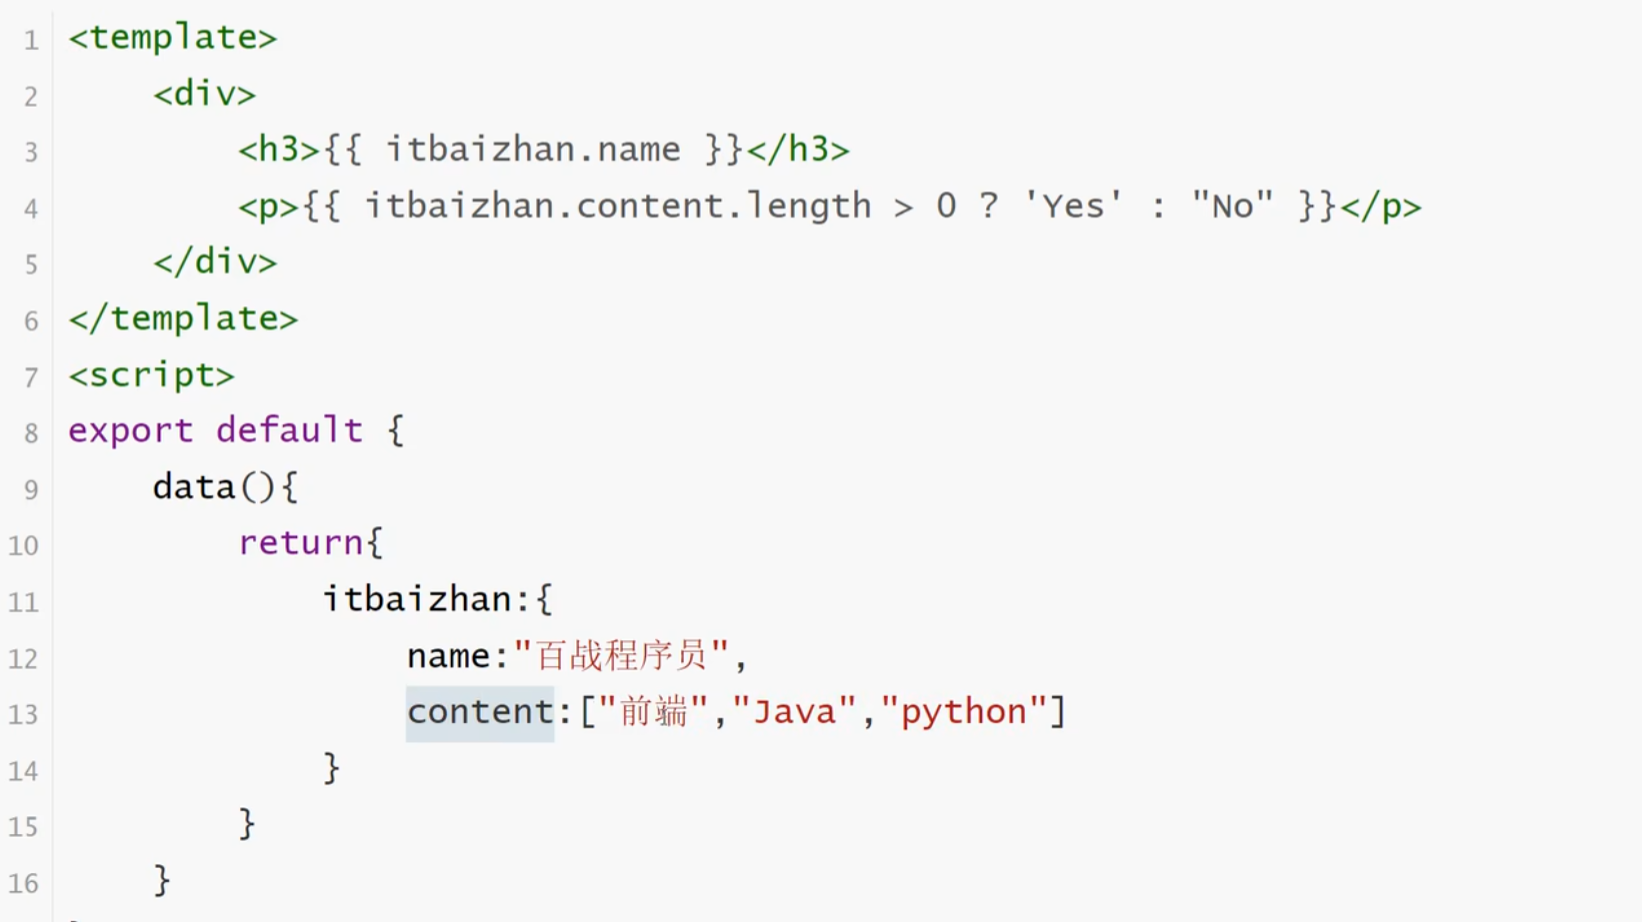 1 <template>
2     <div>
3         <h3>{{ itbaizhan.name }}</h3>
4         <p>{{ itbaizhan.content.length > 0 ? 'Yes' : "No" }}</p>
5     </div>
6 </template>
7 <script>
8 export default {
9     data(){
10         return{
11             itbaizhan:{
12                 name:"百战程序员",
13                 content:["前端","Java","python"]
14             }
15         }
16     }